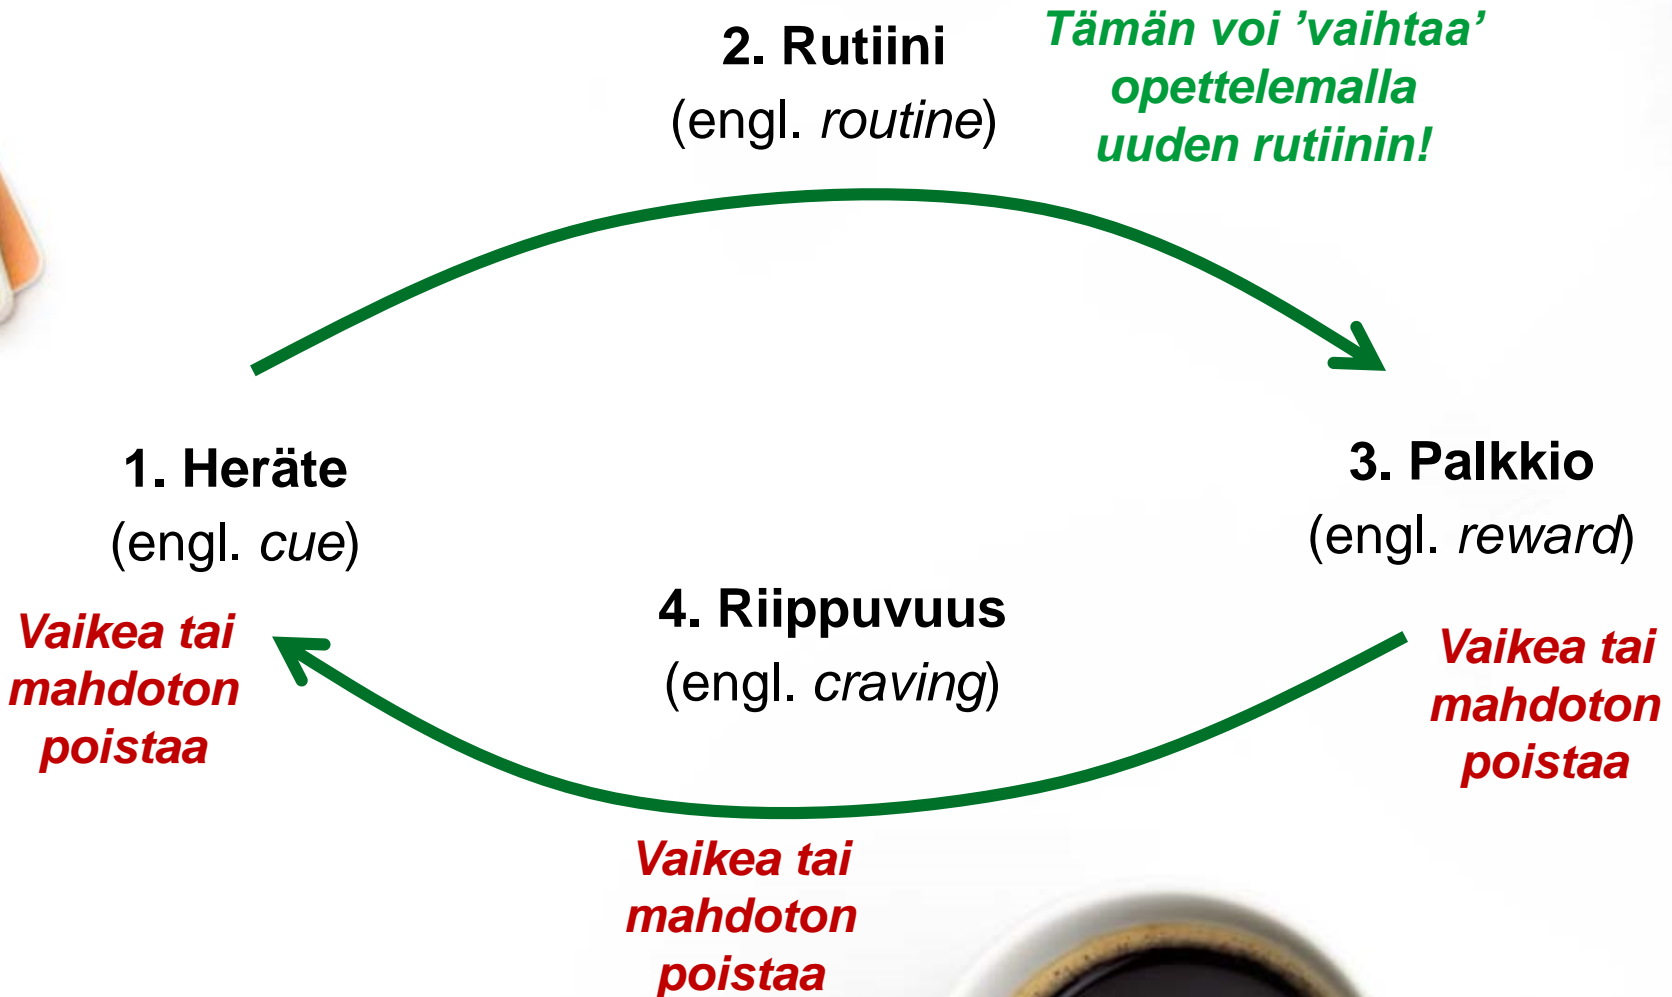 2. Rutiini
(engl. routine)
Tämän voi ’vaihtaa’
opettelemalla
uuden rutiinin!
1. Heräte
(engl. cue)
Vaikea tai
mahdoton
poistaa
3. Palkkio
(engl. reward)
Vaikea tai
mahdoton
poistaa
4. Riippuvuus
(engl. craving)
Vaikea tai
mahdoton
poistaa